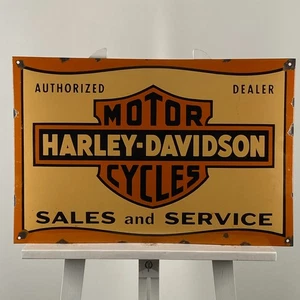 AUTHORIZED DEALER
MOTOR
HARLEY-DAVIDSON
CYCLES
SALES and SERVICE